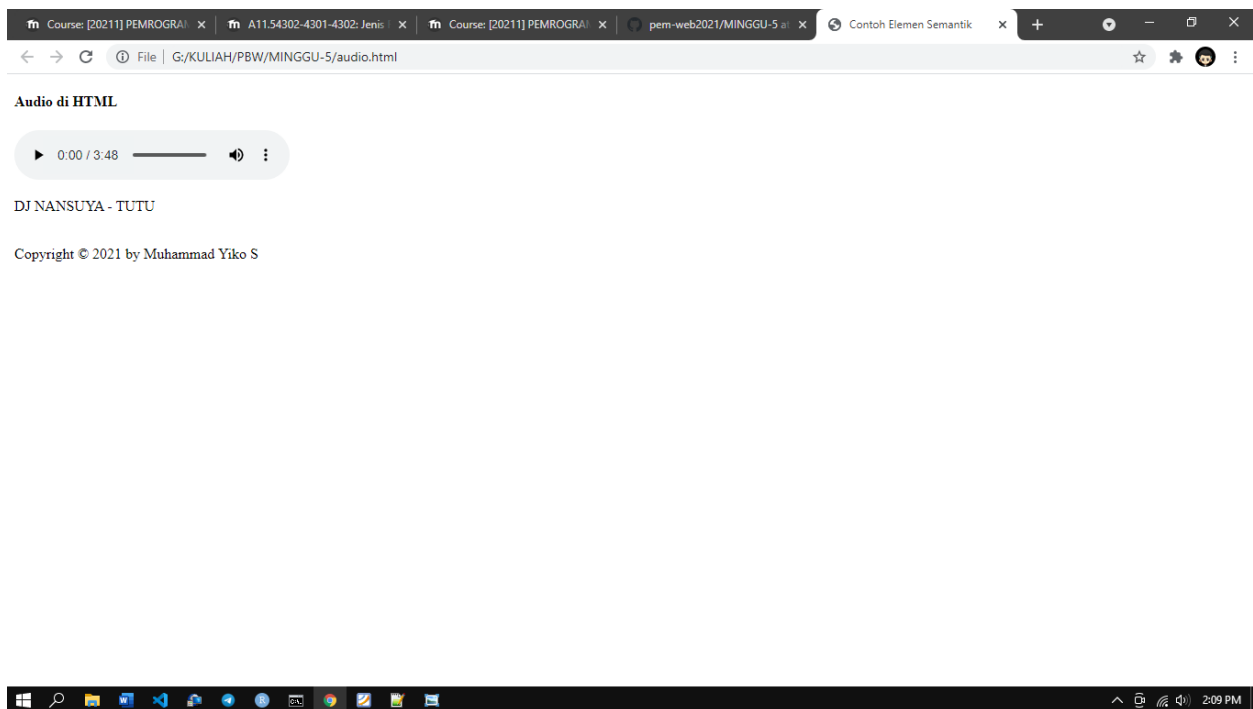 Course: [20211] PEMROGRAM
A11.54302-4301-4302: Jenis
Course: [20211] PEMROGRAM
pem-web2021/MINGGU-5 at
Contoh Elemen Semantik
File | G:/KULIAH/PBW/MINGGU-5/audio.html
Audio di HTML
0:00 / 3:48
DJ NANSUYA - TUTU
Copyright © 2021 by Muhammad Yiko S
2:09 PM